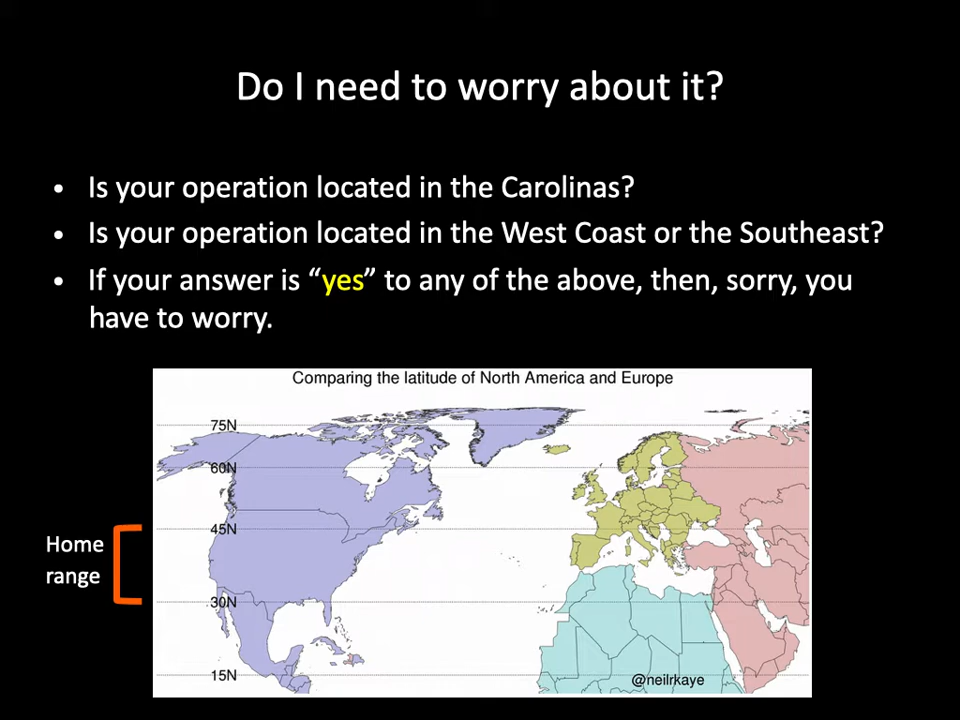 Do I need to worry about it?
• Is your operation located in the Carolinas?
• Is your operation located in the West Coast or the Southeast?
• If your answer is “yes” to any of the above, then, sorry, you
have to worry.
Comparing the latitude of North America and Europe
75N
60N
45N
Home
range
30N
15N
@neilrkaye